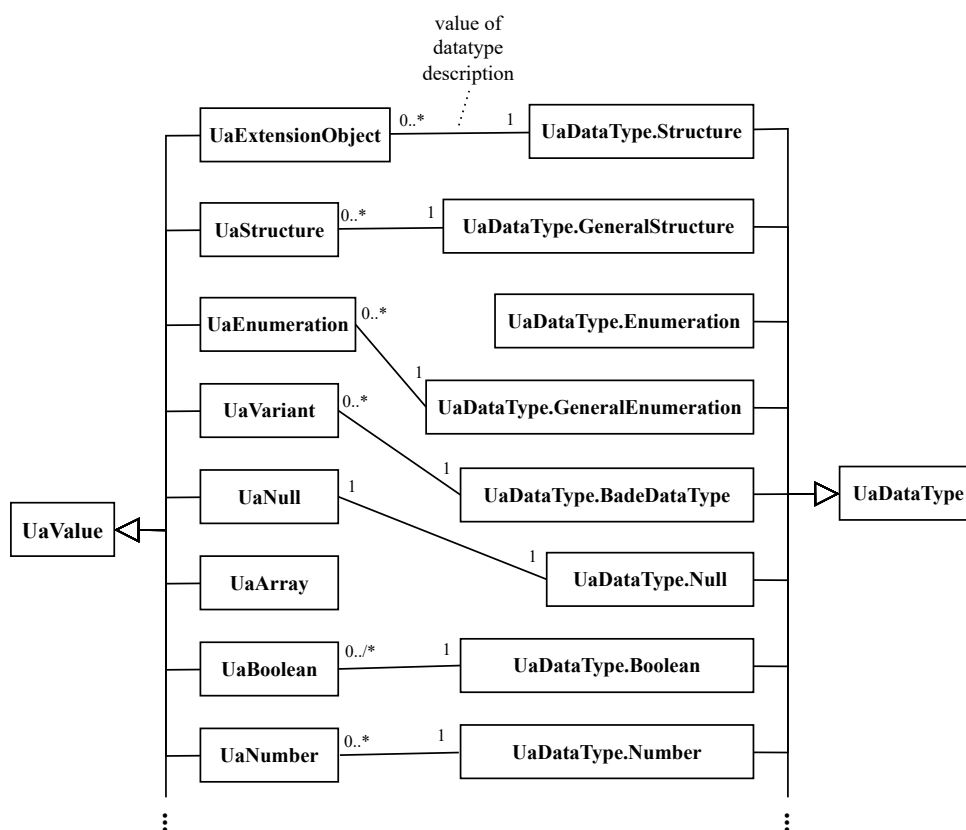 value of
datatype
description
0..* 1
UaExtensionObject UaDataType.Structure
0..* 1
UaStructure UaDataType.GeneralStructure
0..*
UaEnumeration UaDataType.Enumeration
1
0..* UaDataType.GeneralEnumeration
UaVariant
1
UaNull 1 UaDataType.BadeDataType UaDataType
UaValue
1
UaDataType.Null
UaArray
0../* 1
UaBoolean UaDataType.Boolean
0..* 1
UaNumber UaDataType.Number